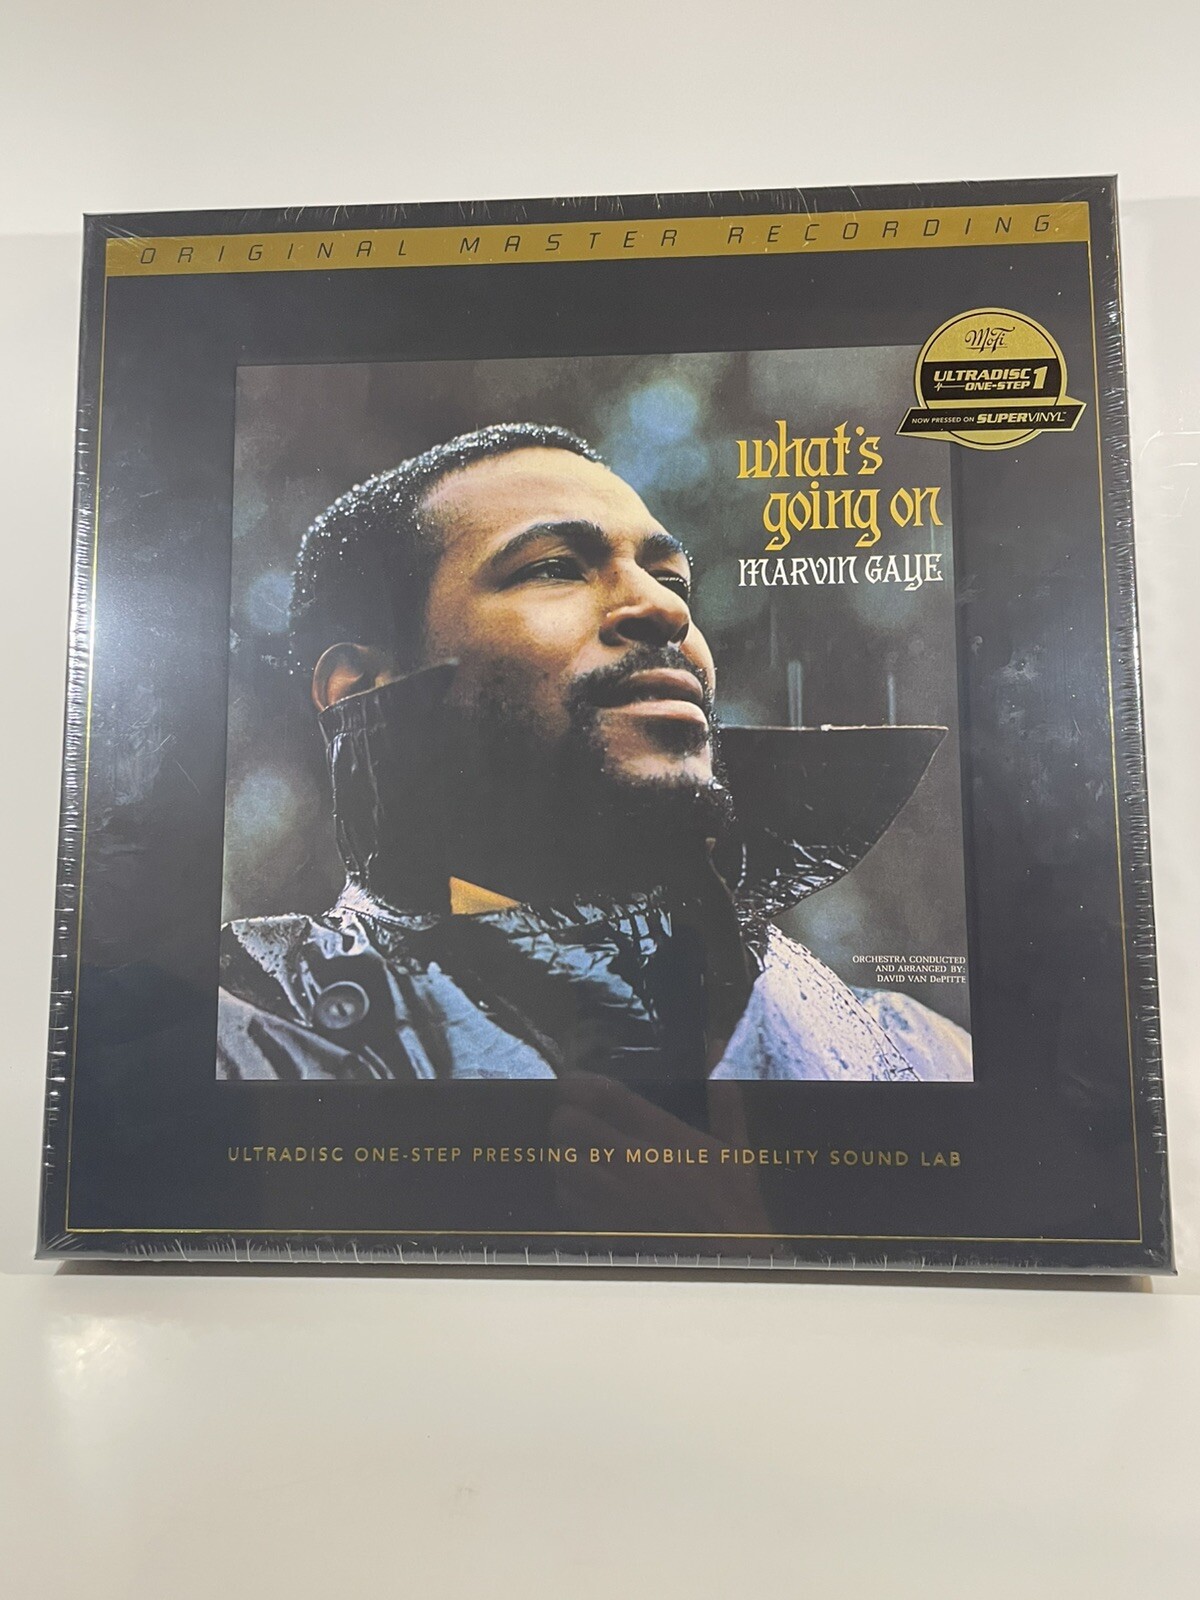 ORIGINAL MASTER RECORDING
MoFi
ULTRADISC
ONE-STEP 1
NOW PRESSED ON SUPERVINYL™
what's
going on
MARVIN GAYE
ORCHESTRA CONDUCTED
AND ARRANGED BY:
DAVID VAN DePITTE
ULTRADISC ONE-STEP PRESSING BY MOBILE FIDELITY SOUND LAB